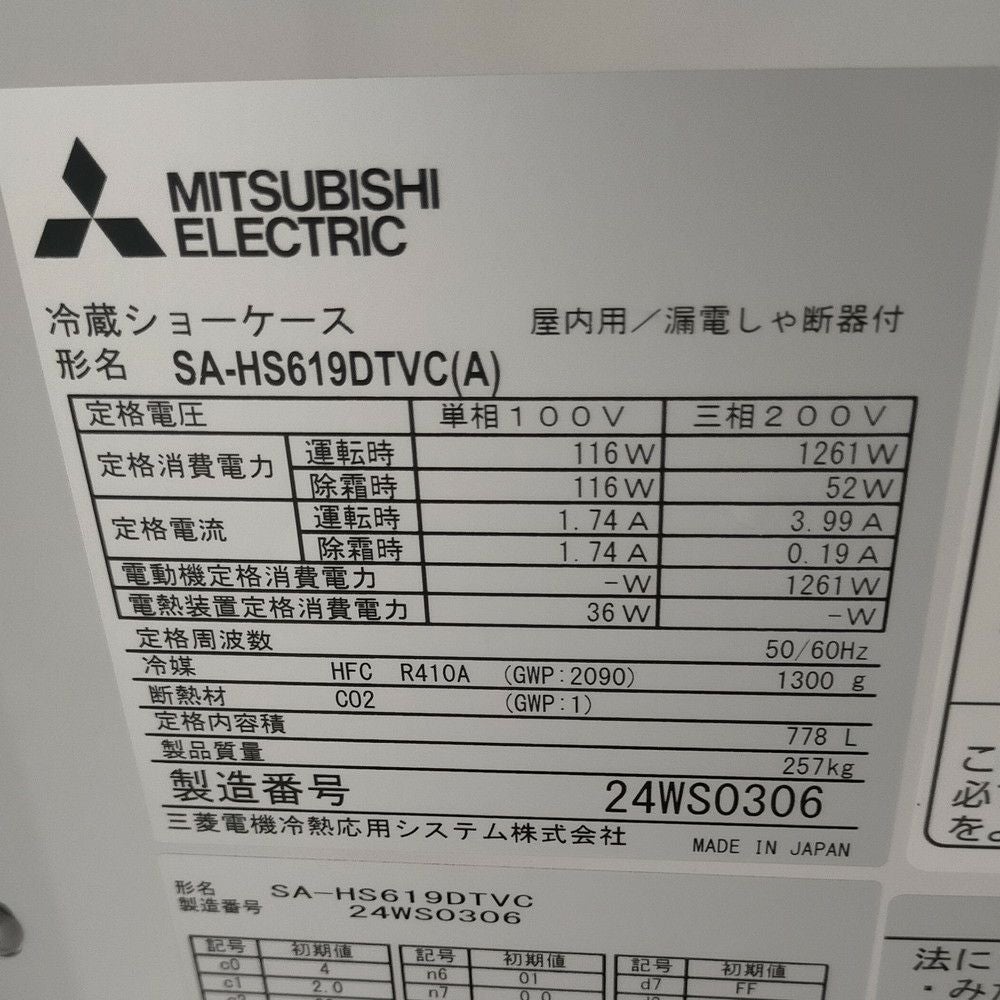 MITSUBISHI
ELECTRIC
冷蔵ショーケース 屋内用／漏電しゃ断器付
形名 SA-HS619DTVC(A)
定格電圧 単相１００Ｖ 三相２００Ｖ
定格消費電力 運転時 116Ｗ 1261Ｗ
除霜時 116Ｗ 52Ｗ
定格電流 運転時 1.74Ａ 3.99Ａ
除霜時 1.74Ａ 0.19Ａ
電動機定格消費電力 -Ｗ 1261Ｗ
電熱装置定格消費電力 36Ｗ -Ｗ
定格周波数 50/60Hz
冷媒 HFC R410A (GWP:2090) 1300 g
断熱材 CO2 (GWP:1)
定格内容積 778 L
製品質量 257kg
製造番号 24WS0306
三菱電機冷熱応用システム株式会社 MADE IN JAPAN
形名 SA-HS619DTVC
製造番号 24WS0306
記号 初期値 記号 初期値 記号 初期値
c0 4 n6 01 d7 FF
c1 2.0 n7 0.0
こ
必
を
法に
・み